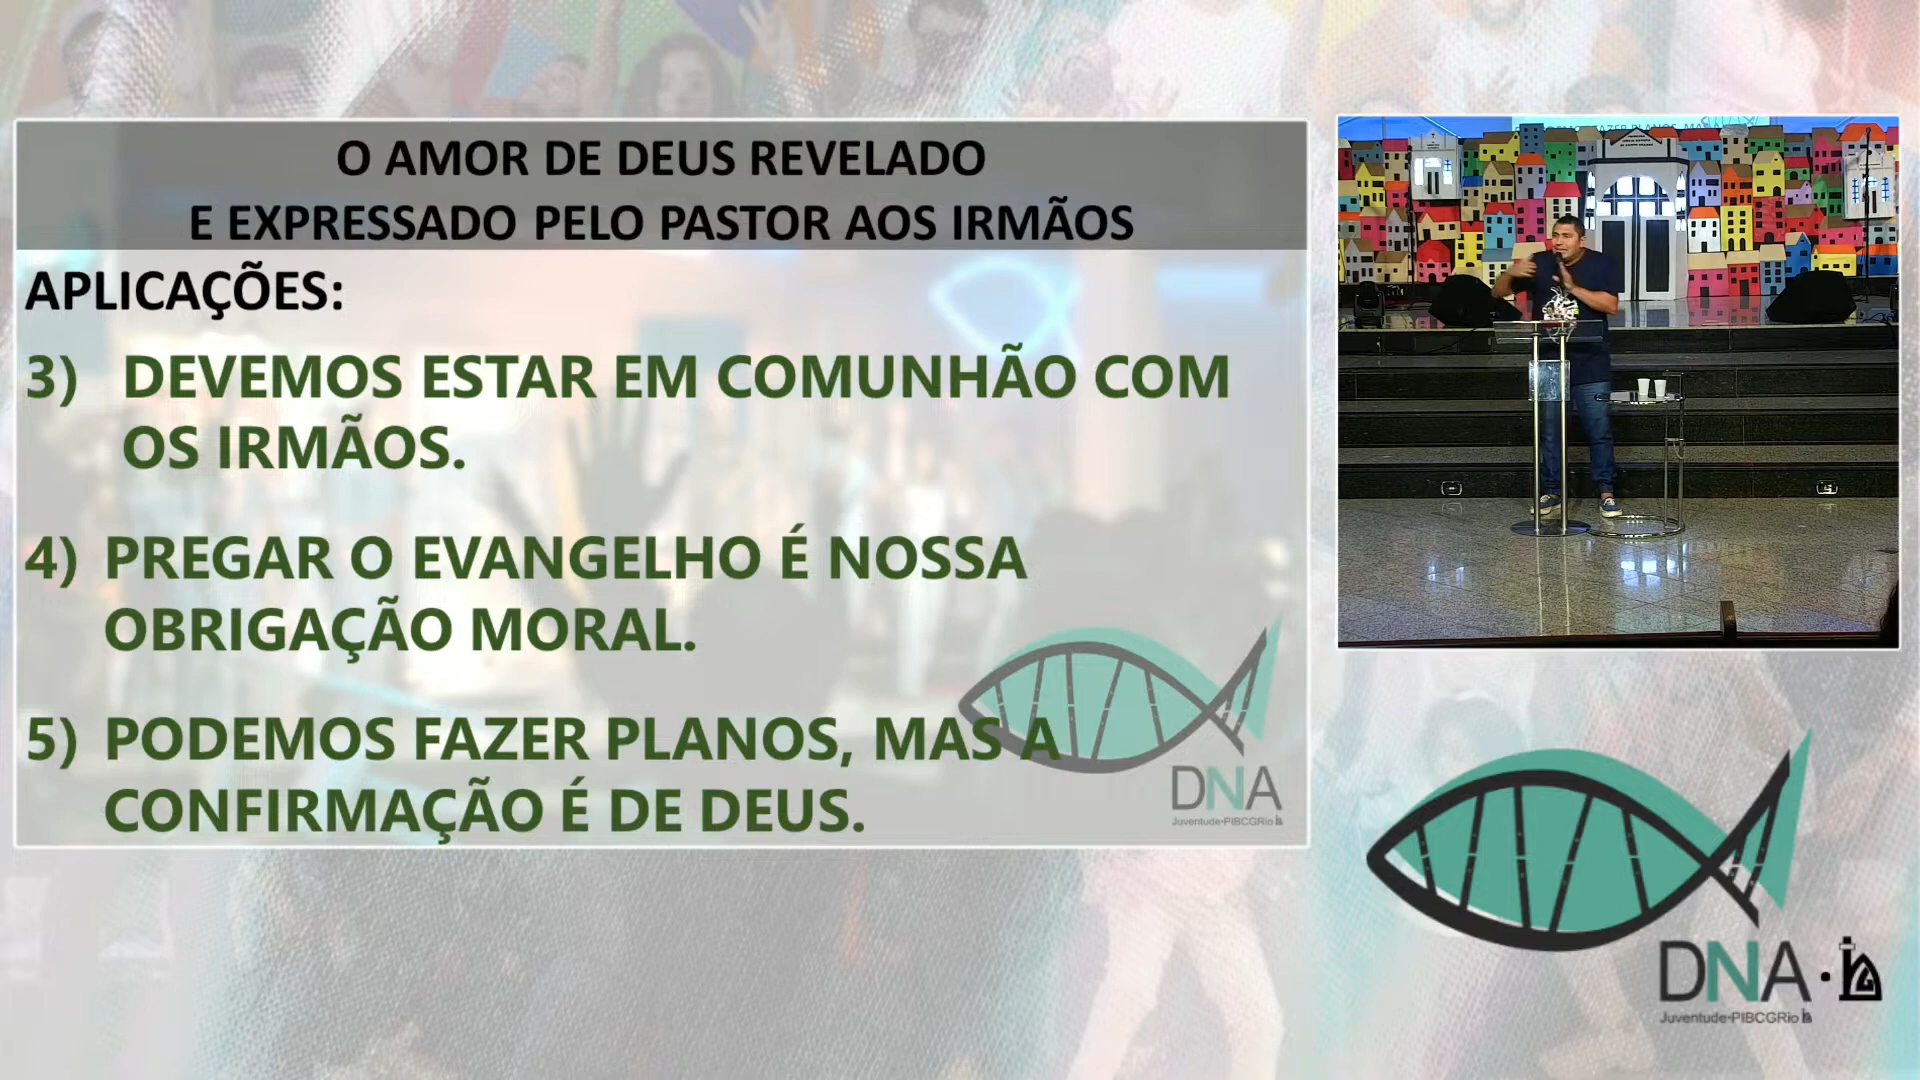 O AMOR DE DEUS REVELADO
E EXPRESSADO PELO PASTOR AOS IRMÃOS
APLICAÇÕES:
3) DEVEMOS ESTAR EM COMUNHÃO COM
OS IRMÃOS.
4) PREGAR O EVANGELHO É NOSSA
OBRIGAÇÃO MORAL.
5) PODEMOS FAZER PLANOS, MAS A
CONFIRMAÇÃO É DE DEUS.
DNA
Juventude•PIBCGRio
DNA
Juventude•PIBCGRio